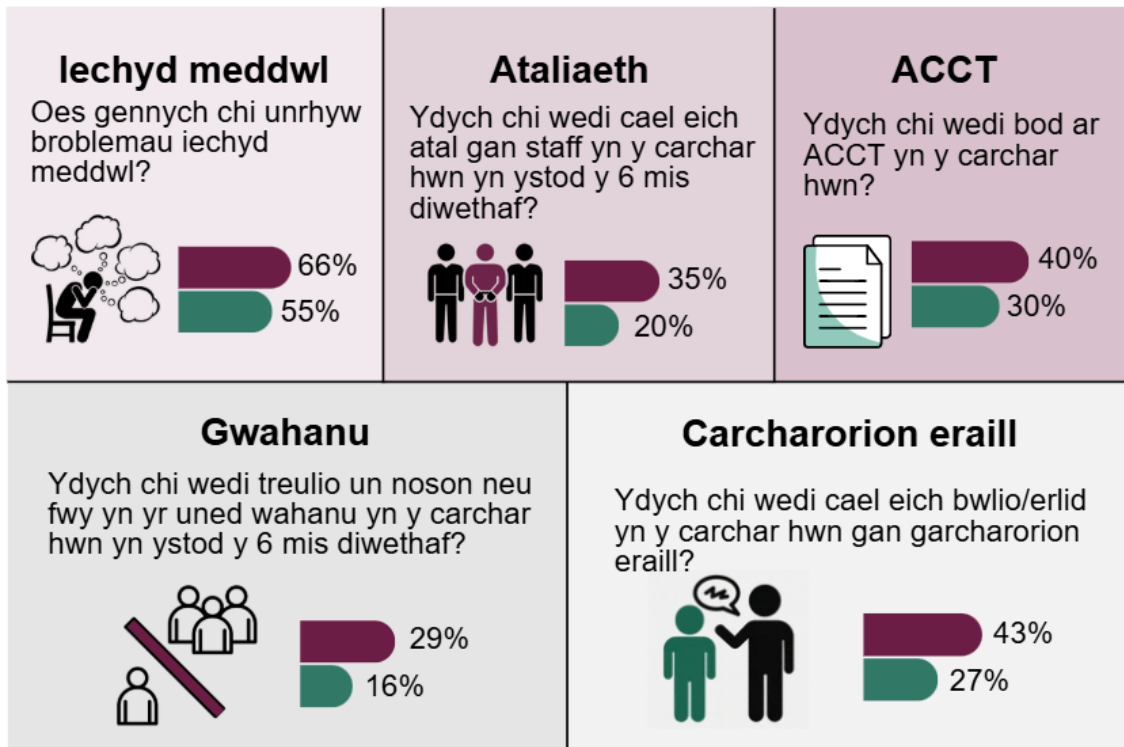 Iechyd meddwl
Oes gennych chi unrhyw
broblemau iechyd
meddwl?
66%
55%
Ataliaeth
Ydych chi wedi cael eich
atal gan staff yn y carchar
hwn yn ystod y 6 mis
diwethaf?
35%
20%
ACCT
Ydych chi wedi bod ar
ACCT yn y carchar
hwn?
40%
30%
Gwahanu
Ydych chi wedi treulio un noson neu
fwy yn yr uned wahanu yn y carchar
hwn yn ystod y 6 mis diwethaf?
29%
16%
Carcharorion eraill
Ydych chi wedi cael eich bwlio/erlid
yn y carchar hwn gan garcharorion
eraill?
43%
27%